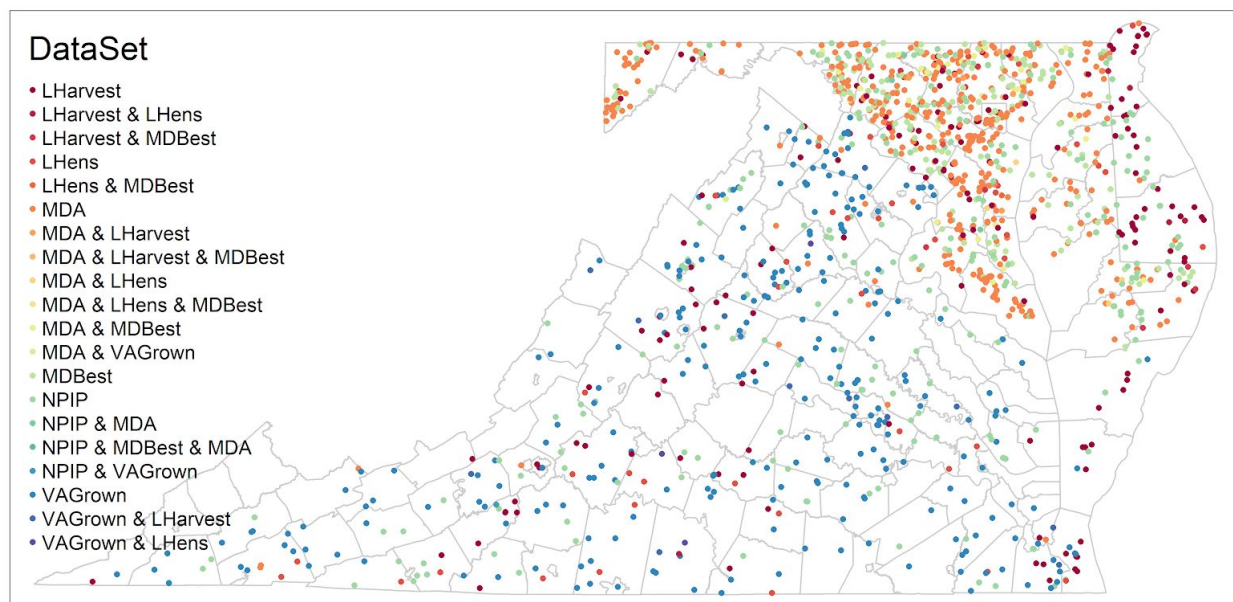 DataSet
LHarvest
LHarvest & LHens
LHarvest & MDBest
LHens
LHens & MDBest
MDA
MDA & LHarvest
MDA & LHarvest & MDBest
MDA & LHens
MDA & LHens & MDBest
MDA & MDBest
MDA & VAGrown
MDBest
NPIP
NPIP & MDA
NPIP & MDBest & MDA
NPIP & VAGrown
VAGrown
VAGrown & LHarvest
VAGrown & LHens